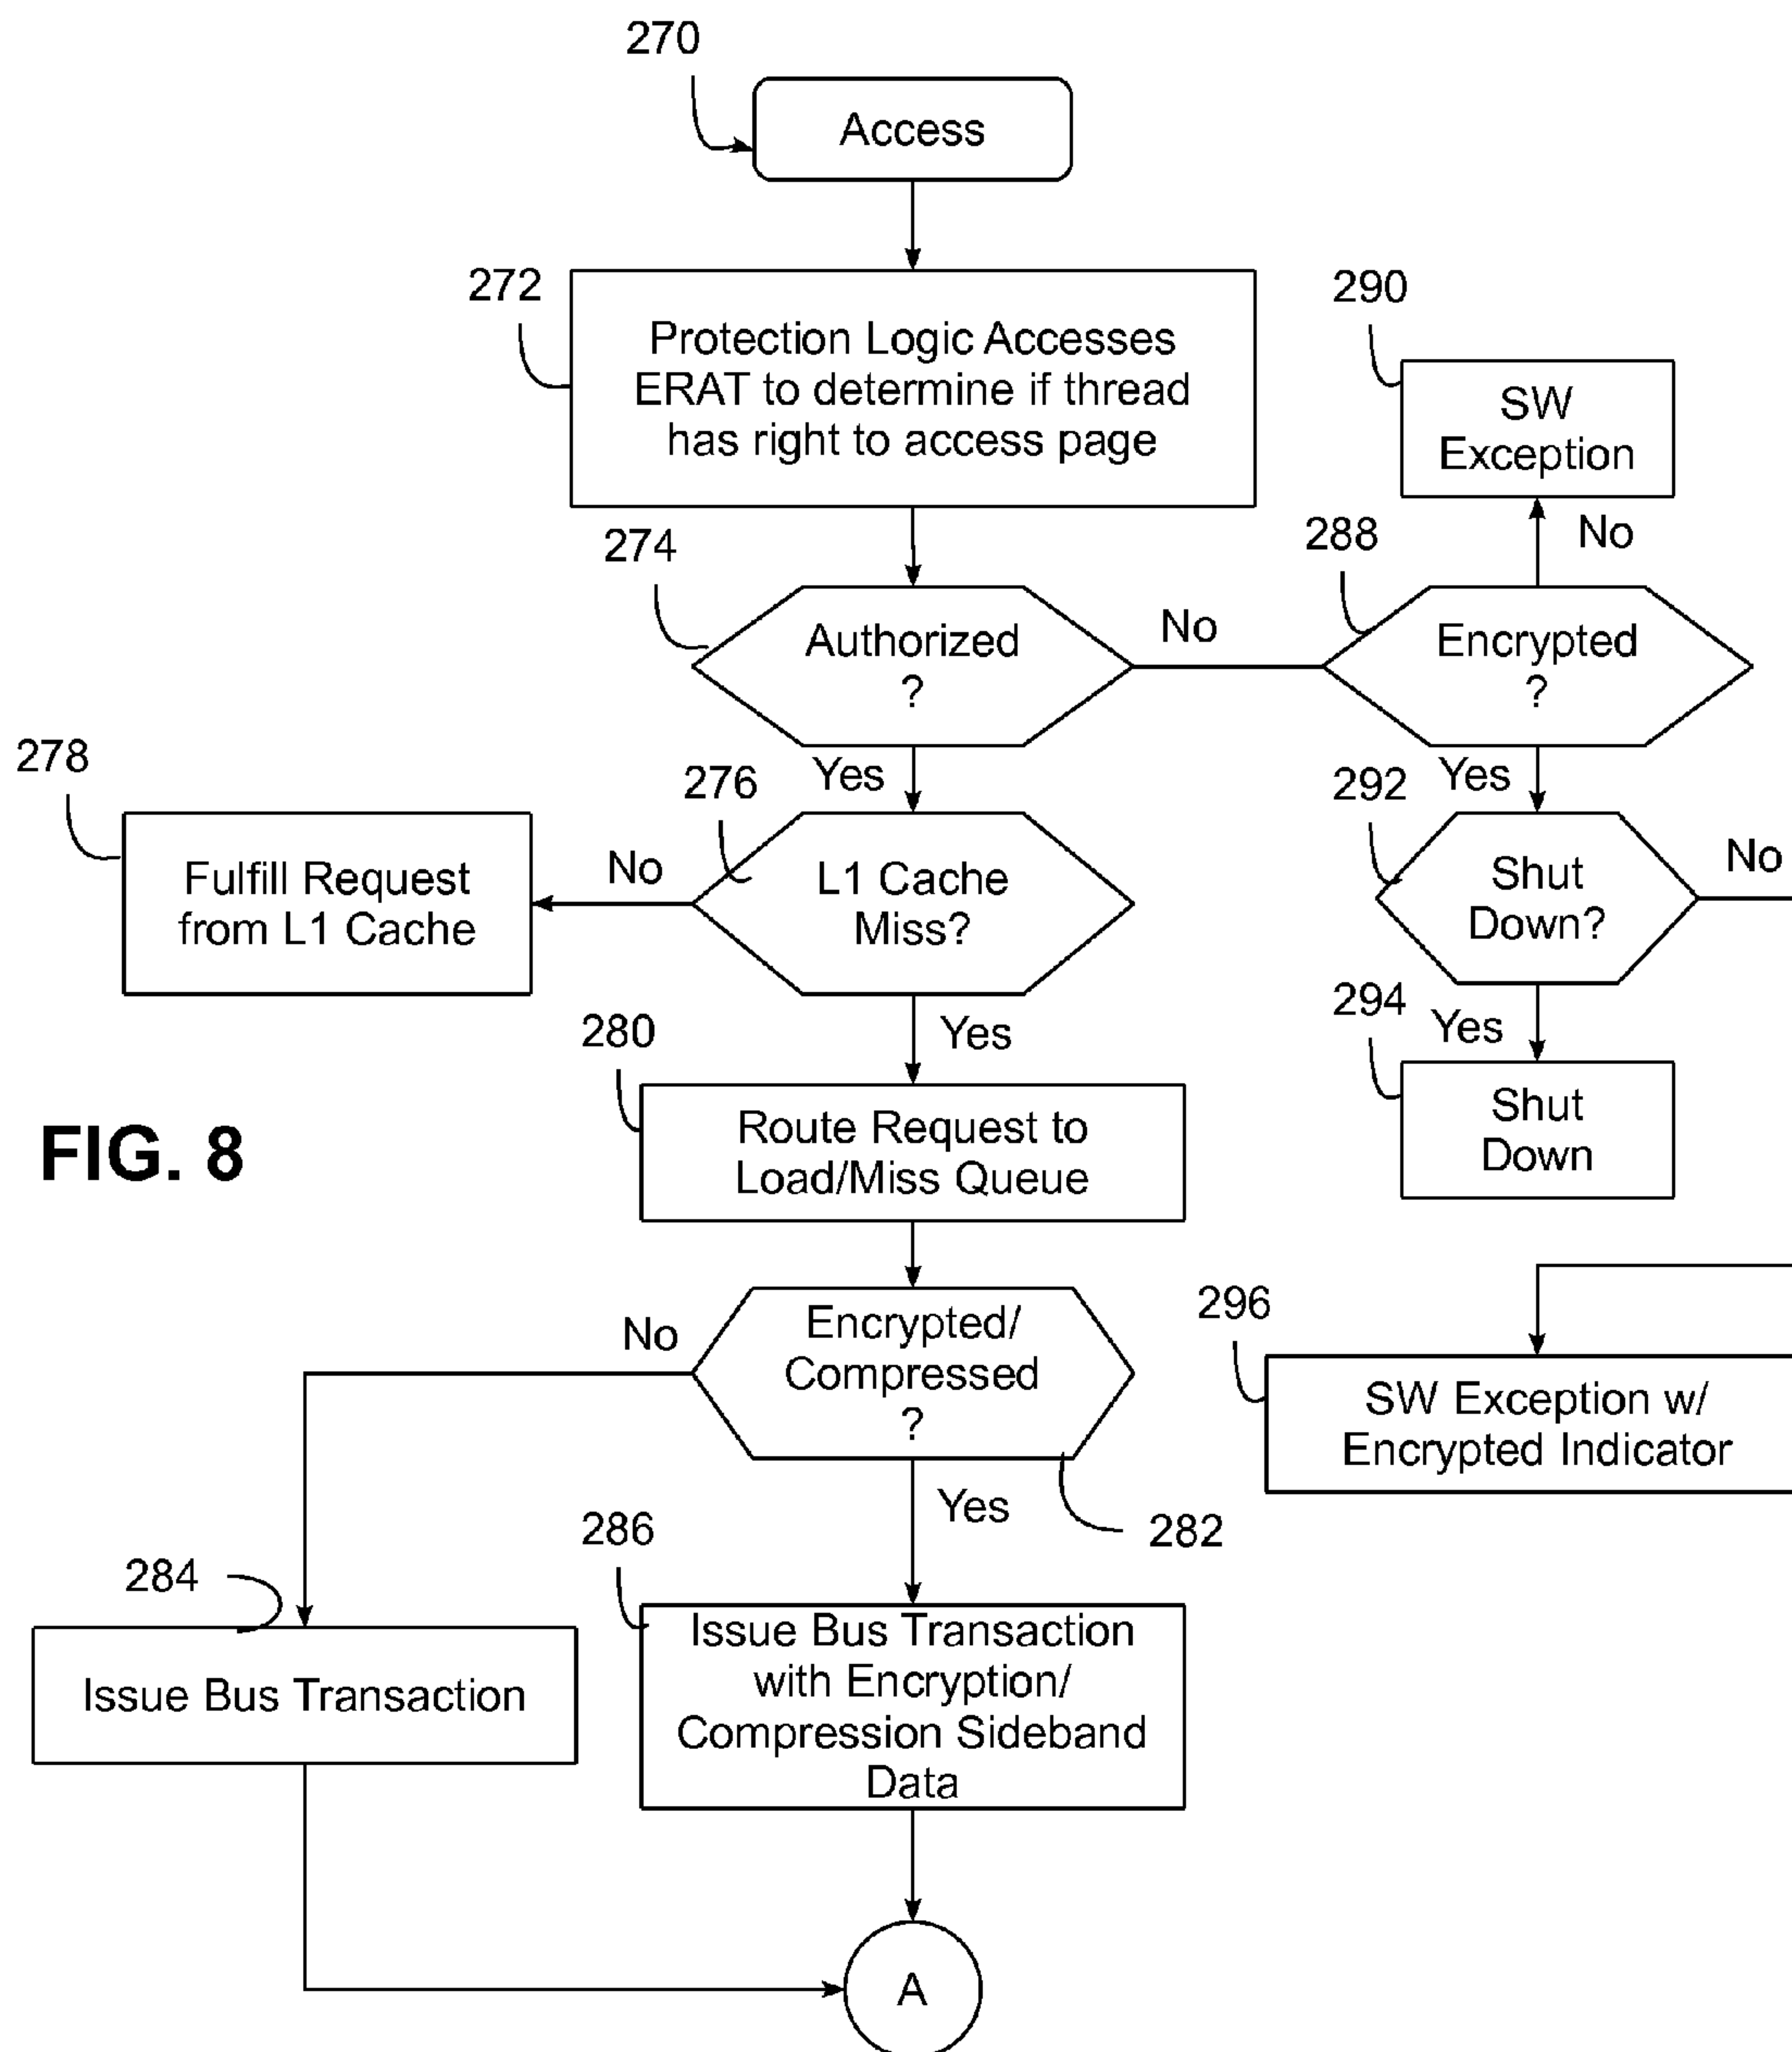 270
Access
272
Protection Logic Accesses
ERAT to determine if thread
has right to access page
290
SW
Exception
No
274
Authorized
?
No
288
Encrypted
?
Yes
Yes
278
Fulfill Request
from L1 Cache
No
276
L1 Cache
Miss?
292
Shut
Down?
No
Yes
Yes
280
Route Request to
Load/Miss Queue
294
Shut
Down
FIG. 8
No
Encrypted/
Compressed
?
282
Yes
296
SW Exception w/
Encrypted Indicator
284
Issue Bus Transaction
286
Issue Bus Transaction
with Encryption/
Compression Sideband
Data
A